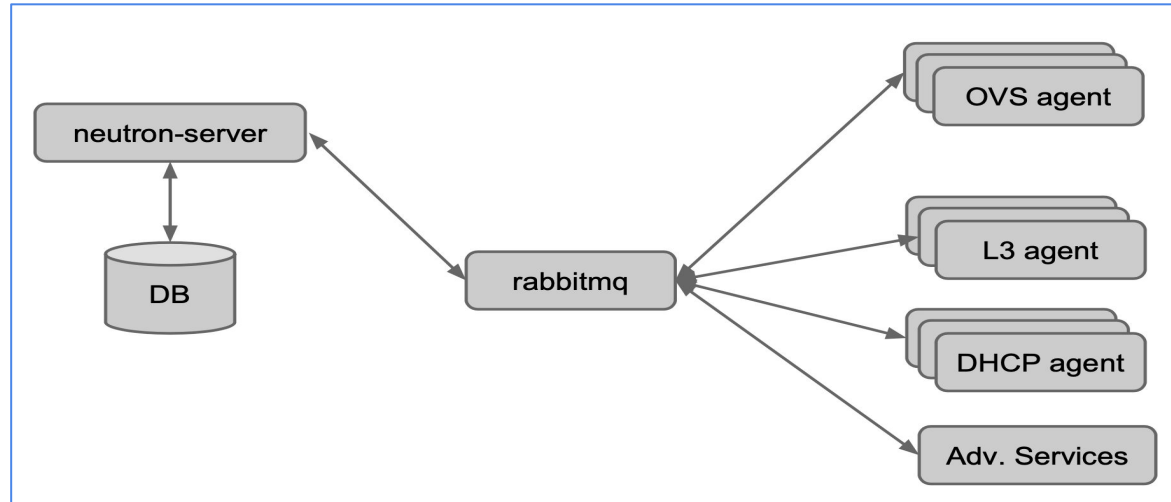 neutron-server
DB
rabbitmq
OVS agent
L3 agent
DHCP agent
Adv. Services